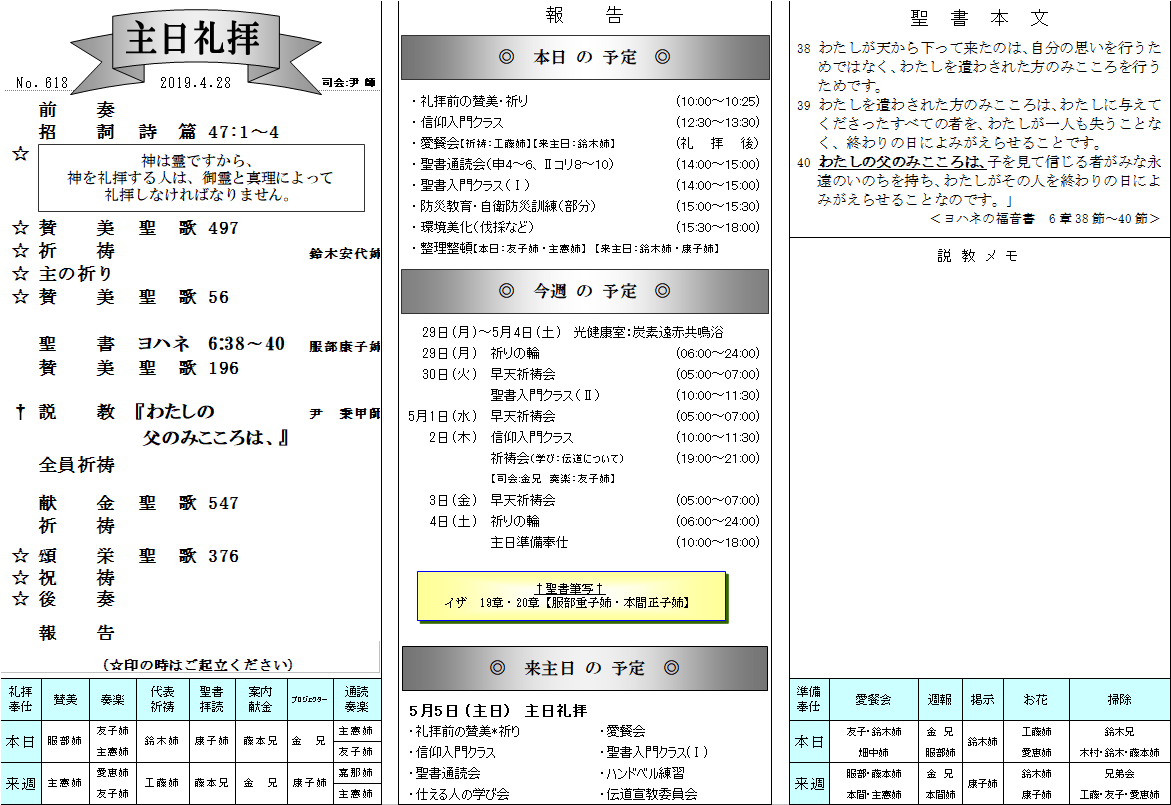 主日礼拝
No. 618 2019.4.28 司会:尹 師
前 奏
招 詞 詩 篇 47:1～4
☆ 神は霊ですから、
神を礼拝する人は、御霊と真理によって
礼拝しなければなりません。
☆ 賛 美 聖 歌 497
☆ 祈 祷 鈴木安代姉
☆ 主の祈り
☆ 賛 美 聖 歌 56
聖 書 ヨハネ 6:38～40 服部康子姉
賛 美 聖 歌 196
† 説 教 『わたしの 尹 秉甲師
父のみこころは、』
全員祈祷
献 金 聖 歌 547
祈 祷
☆ 頌 栄 聖 歌 376
☆ 祝 祷
☆ 後 奏
報 告
(☆印の時はご起立ください)
礼拝奉仕 賛美 奏楽 代表祈祷 聖書拝読 案内献金 プロジェクター 通読奏楽
本日 服部姉 友子姉 主憲姉 鈴木姉 康子姉 藤本兄 金 兄 主憲姉 友子姉
来週 主憲姉 愛恵姉 友子姉 工藤姉 藤本兄 金 兄 康子姉 嘉那姉 主憲姉
報 告
◎ 本日 の 予定 ◎
・礼拝前の賛美・祈り (10:00～10:25)
・信仰入門クラス (12:30～13:30)
・愛餐会【祈祷:工藤姉】【来主日:鈴木姉】 (礼 拝 後)
・聖書通読会(申4～6、Ⅱコリ8～10) (14:00～15:00)
・聖書入門クラス(Ⅰ) (14:00～15:00)
・防災教育・自衛防災訓練(部分) (15:00～15:30)
・環境美化(伐採など) (15:30～18:00)
・整理整頓【本日:友子姉・主憲姉】【来主日:鈴木姉・康子姉】
◎ 今週 の 予定 ◎
29日(月)～5月4日(土) 光健康室:炭素遠赤共鳴浴
29日(月) 祈りの輪 (06:00～24:00)
30日(火) 早天祈祷会 (05:00～07:00)
聖書入門クラス(Ⅱ) (10:00～11:30)
5月1日(水) 早天祈祷会 (05:00～07:00)
2日(木) 信仰入門クラス (10:00～11:30)
祈祷会(学び:伝道について) (19:00～21:00)
【司会:金兄 奏楽:友子姉】
3日(金) 早天祈祷会 (05:00～07:00)
4日(土) 祈りの輪 (06:00～24:00)
主日準備奉仕 (10:00～18:00)
†聖書筆写†
イザ 19章・20章【服部重子姉・本間正子姉】
◎ 来主日 の 予定 ◎
5月5日(主日) 主日礼拝
・礼拝前の賛美*祈り ・愛餐会
・信仰入門クラス ・聖書入門クラス(Ⅰ)
・聖書通読会 ・ハンドベル練習
・仕える人の学び会 ・伝道宣教委員会
聖 書 本 文
38 わたしが天から下って来たのは、自分の思いを行うた
めではなく、わたしを遣わされた方のみこころを行う
ためです。
39 わたしを遣わされた方のみこころは、わたしに与えて
くださったすべての者を、わたしが一人も失うことな
く、終わりの日によみがえらせることです。
40 わたしの父のみこころは、子を見て信じる者がみな永
遠のいのちを持ち、わたしがその人を終わりの日によ
みがえらせることなのです。」
＜ヨハネの福音書 6章38節～40節＞
説 教 メ モ
準備奉仕 愛餐会 週報 掲示 お花 掃除
本日 友子・鈴木姉 畑中姉 金 兄 服部姉 鈴木姉 工藤姉 愛恵姉 鈴木兄 木村・鈴木・藤本姉
来週 服部・藤本姉 本間・主憲姉 金 兄 本間姉 康子姉 鈴木姉 康子姉 兄弟会 工藤・友子・愛恵姉